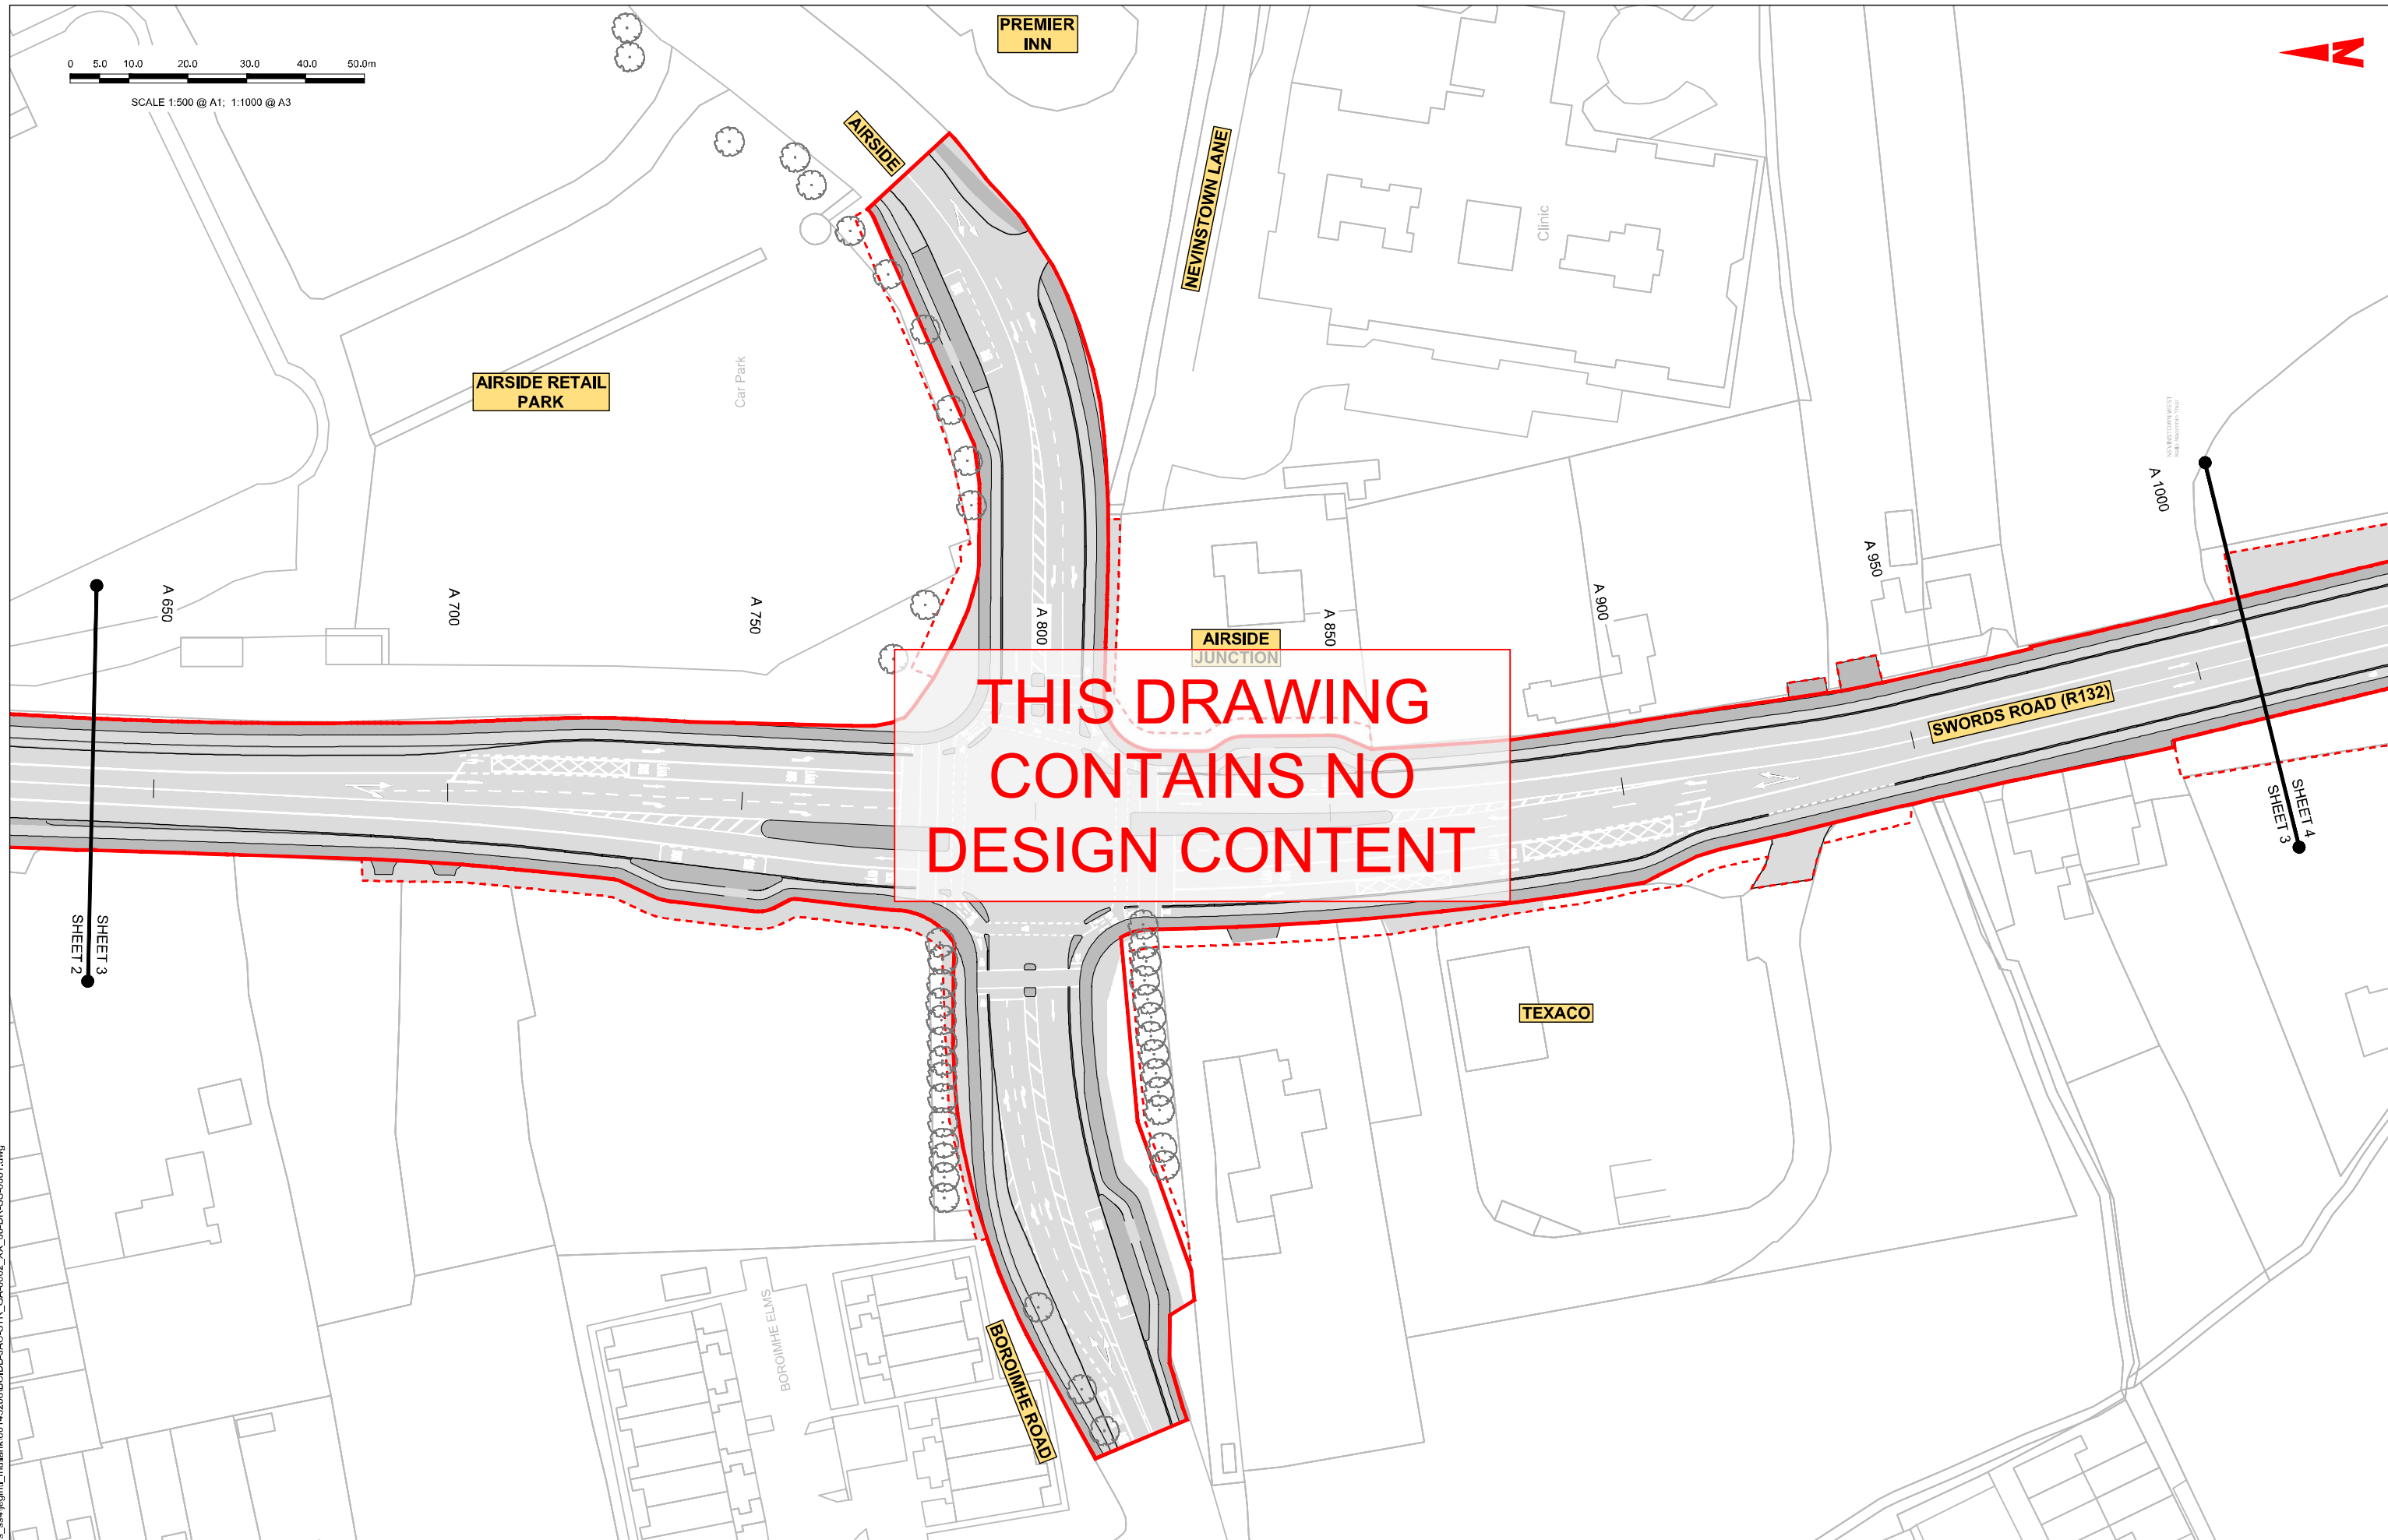 PREMIER
INN
0 5.0 10.0 20.0 30.0 40.0 50.0m
SCALE 1:500 @ A1; 1:1000 @ A3
N
AIRSIDE
NEVINSTOWN LANE
Clinic
AIRSIDE RETAIL
PARK
Car Park
NEVINSTOWN WEST
A 650
A 700
A 750
A 800
A 850
A 900
A 950
A 1000
AIRSIDE
JUNCTION
THIS DRAWING
CONTAINS NO
DESIGN CONTENT
SWORDS ROAD (R132)
SHEET 4
SHEET 3
SHEET 3
SHEET 2
TEXACO
BOROIMHE ELMS
BOROIMHE ROAD